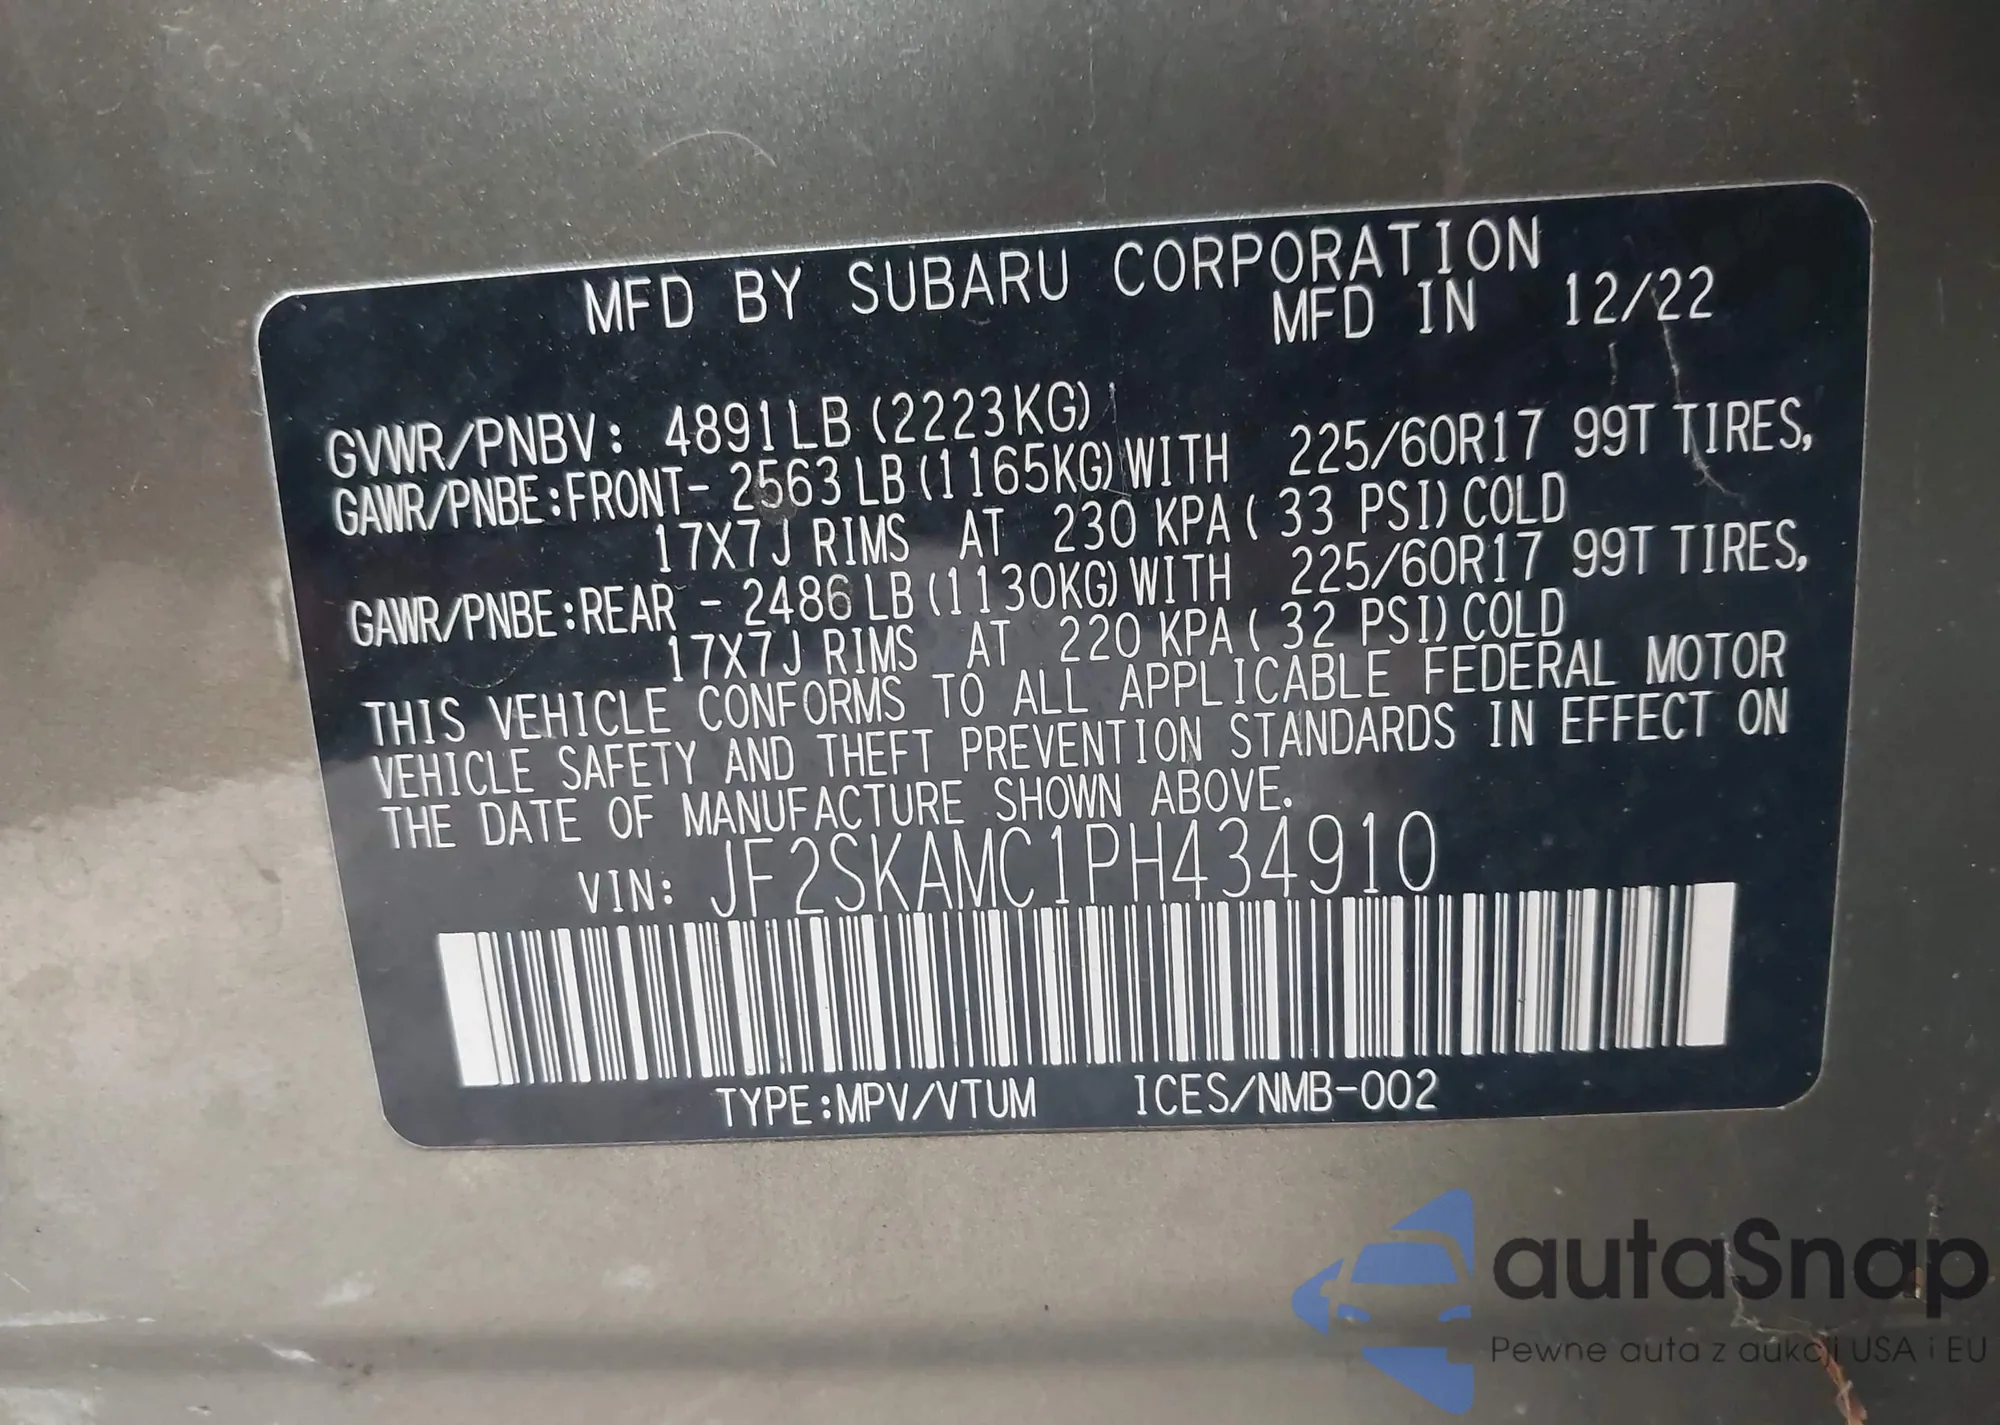 MFD BY SUBARU CORPORATION
MFD IN 12/22
GVWR/PNBV: 4891LB (2223KG)
GAWR/PNBE:FRONT- 2563 LB (1165KG) WITH 225/60R17 99T TIRES,
17X7J RIMS AT 230 KPA ( 33 PSI) COLD
GAWR/PNBE:REAR - 2486 LB (1130KG) WITH 225/60R17 99T TIRES,
17X7J RIMS AT 220 KPA ( 32 PSI) COLD
THIS VEHICLE CONFORMS TO ALL APPLICABLE FEDERAL MOTOR
VEHICLE SAFETY AND THEFT PREVENTION STANDARDS IN EFFECT ON
THE DATE OF MANUFACTURE SHOWN ABOVE.
VIN: JF2SKAMC1PH434910
TYPE:MPV/VTUM ICES/NMB-002
autaSnap
Pewne auta z aukcji USA i EU